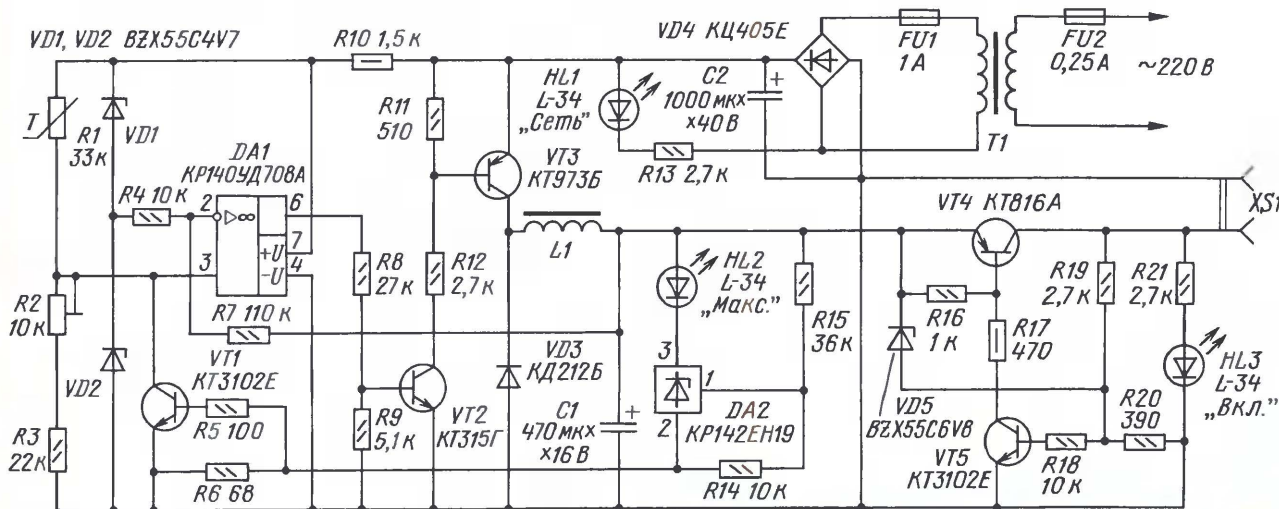 VD1, VD2 BZX55C4V7
R10 1,5 к
VD4 КЦ405Е
FU1
1 А
FU2
0,25 А
~220 В
T1
HL1
L-34
„Сеть"
C2
1000 мк×
×40 В
+
R11
510
R13 2,7 к
T
R1
33 к
VD1
DA1
КР140УД708А
VT3
КТ973Б
R4 10 к
2
▷∞
6
7
+U
4
-U
3
L1
VT4 КТ816А
XS1
R2
10 к
R7 110 к
R8
27 к
R12
2,7 к
HL2
L-34
„Макс."
R15
36 к
R16
1 к
R17
470
R19
2,7 к
R21
2,7 к
VT1
КТ3102Е
VD2
VD3
КД212Б
3
1
2
DA2
КР142ЕН19
VD5
BZX55C6V8
HL3
L-34
„Вкл."
R20
390
R5 100
R9
5,1 к
VT2
КТ315Г
C1
470 мк×
×16 В
+
R3
22 к
R6 68
R14 10 к
VT5
КТ3102Е
R18
10 к